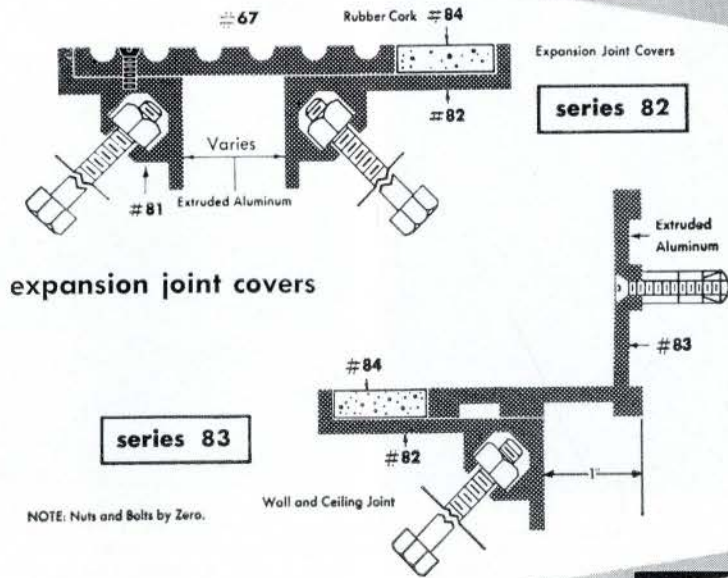 #67
Rubber Cork #84
Expansion Joint Covers
#82
series 82
Varies
Extruded Aluminum
#81
Extruded
Aluminum
expansion joint covers
#83
#84
series 83
#82
1"
Wall and Ceiling Joint
NOTE: Nuts and Bolts by Zero.